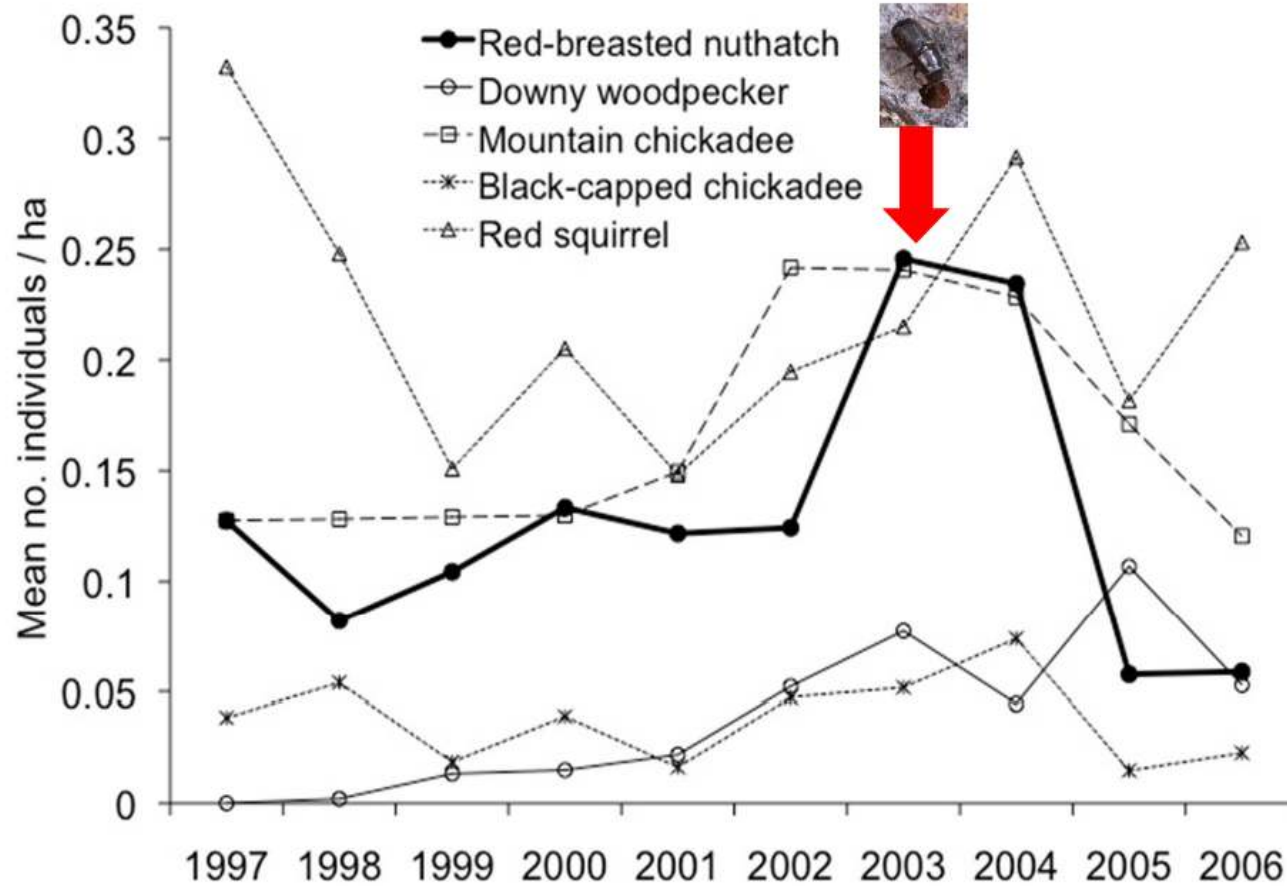 0.35
0.3
0.25
0.2
0.15
0.1
0.05
0
Mean no. individuals / ha
Red-breasted nuthatch
Downy woodpecker
Mountain chickadee
Black-capped chickadee
Red squirrel
1997 1998 1999 2000 2001 2002 2003 2004 2005 2006